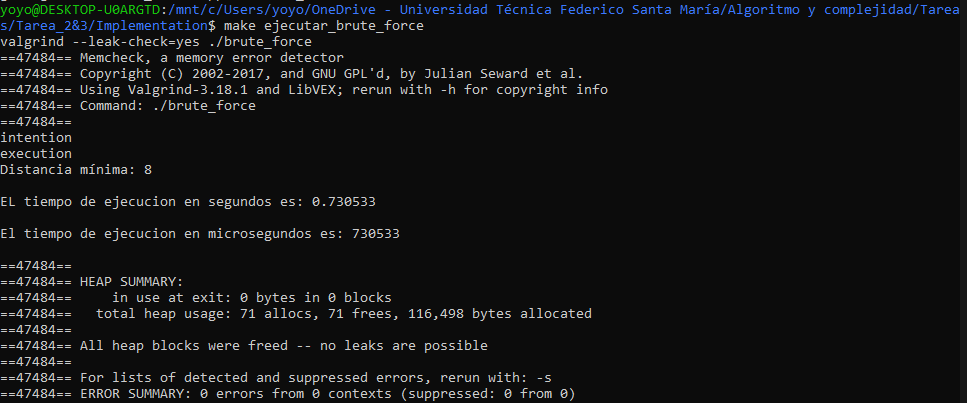 yoyo@DESKTOP-U0ARGTD:/mnt/c/Users/yoyo/OneDrive - Universidad Técnica Federico Santa María/Algoritmo y complejidad/Tarea
s/Tarea_2&3/Implementation$ make ejecutar_brute_force
valgrind --leak-check=yes ./brute_force
==47484== Memcheck, a memory error detector
==47484== Copyright (C) 2002-2017, and GNU GPL'd, by Julian Seward et al.
==47484== Using Valgrind-3.18.1 and LibVEX; rerun with -h for copyright info
==47484== Command: ./brute_force
==47484==
intention
execution
Distancia mínima: 8
EL tiempo de ejecucion en segundos es: 0.730533
El tiempo de ejecucion en microsegundos es: 730533
==47484==
==47484== HEAP SUMMARY:
==47484==     in use at exit: 0 bytes in 0 blocks
==47484==   total heap usage: 71 allocs, 71 frees, 116,498 bytes allocated
==47484==
==47484== All heap blocks were freed -- no leaks are possible
==47484==
==47484== For lists of detected and suppressed errors, rerun with: -s
==47484== ERROR SUMMARY: 0 errors from 0 contexts (suppressed: 0 from 0)